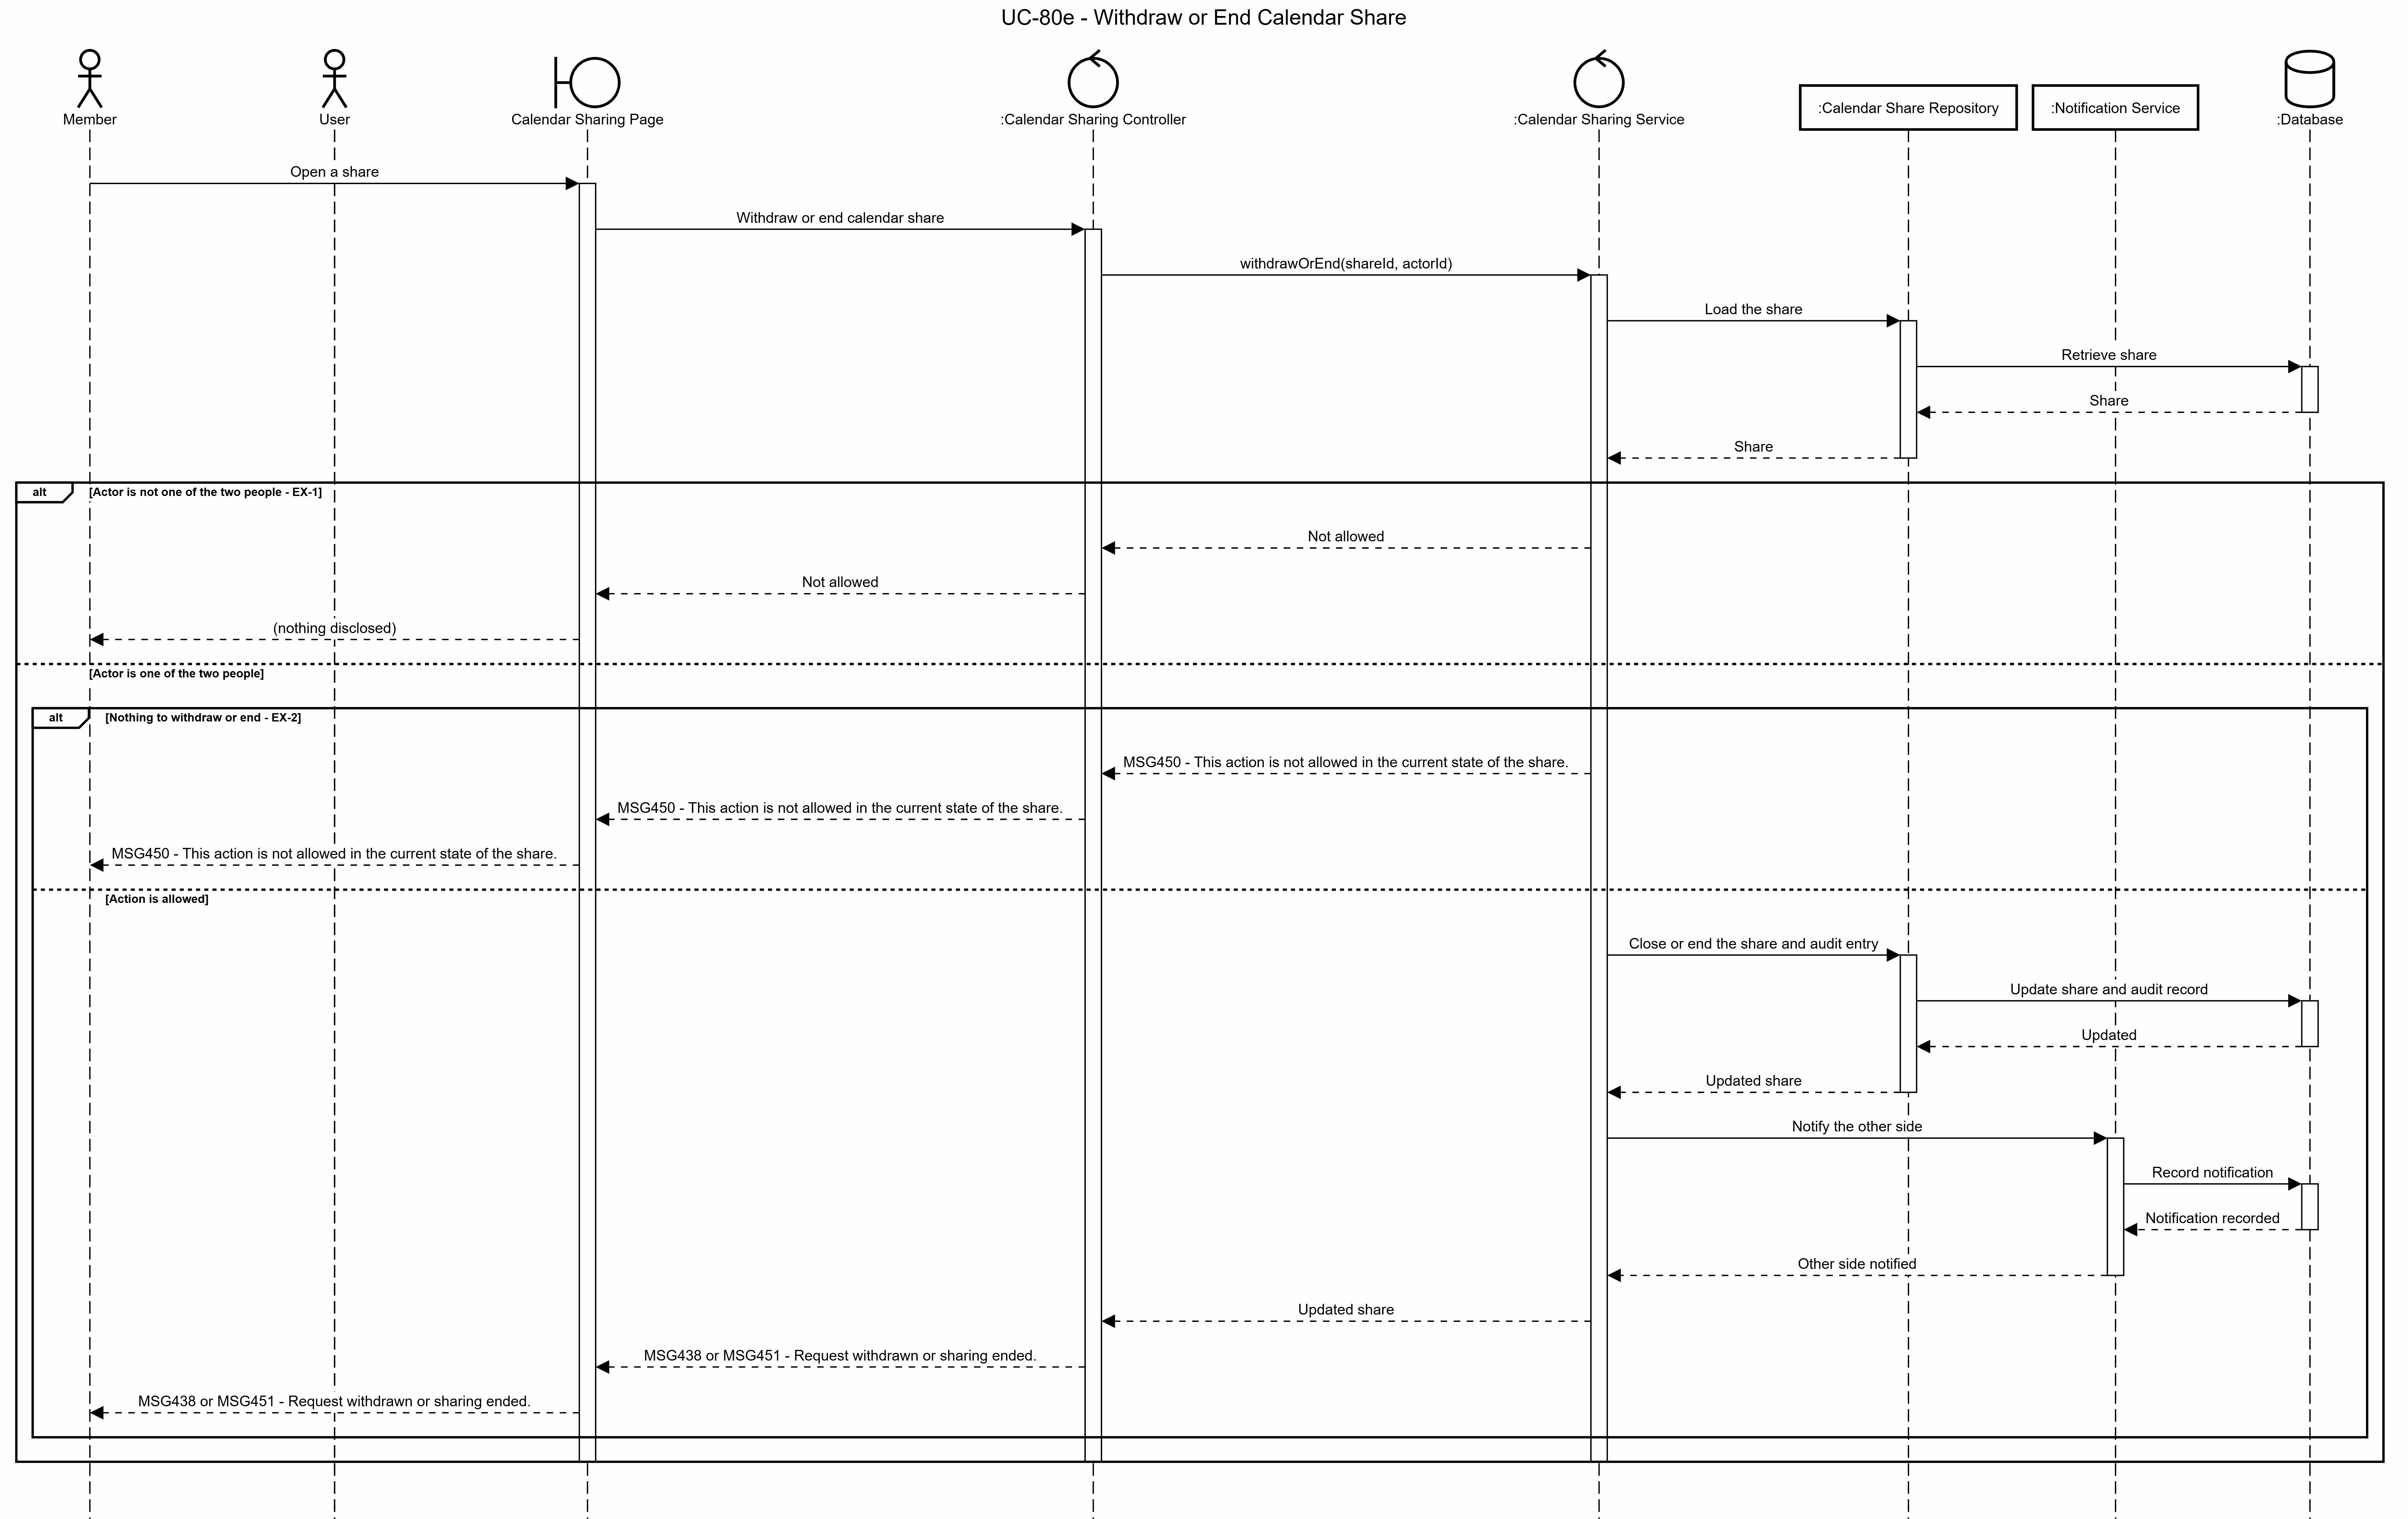 UC-80e - Withdraw or End Calendar Share
Member
User
Calendar Sharing Page
:Calendar Sharing Controller
:Calendar Sharing Service
:Calendar Share Repository
:Notification Service
:Database
Open a share
Withdraw or end calendar share
withdrawOrEnd(shareId, actorId)
Load the share
Retrieve share
Share
Share
alt
[Actor is not one of the two people - EX-1]
Not allowed
Not allowed
(nothing disclosed)
[Actor is one of the two people]
alt
[Nothing to withdraw or end - EX-2]
MSG450 - This action is not allowed in the current state of the share.
MSG450 - This action is not allowed in the current state of the share.
MSG450 - This action is not allowed in the current state of the share.
[Action is allowed]
Close or end the share and audit entry
Update share and audit record
Updated
Updated share
Notify the other side
Record notification
Notification recorded
Other side notified
Updated share
MSG438 or MSG451 - Request withdrawn or sharing ended.
MSG438 or MSG451 - Request withdrawn or sharing ended.